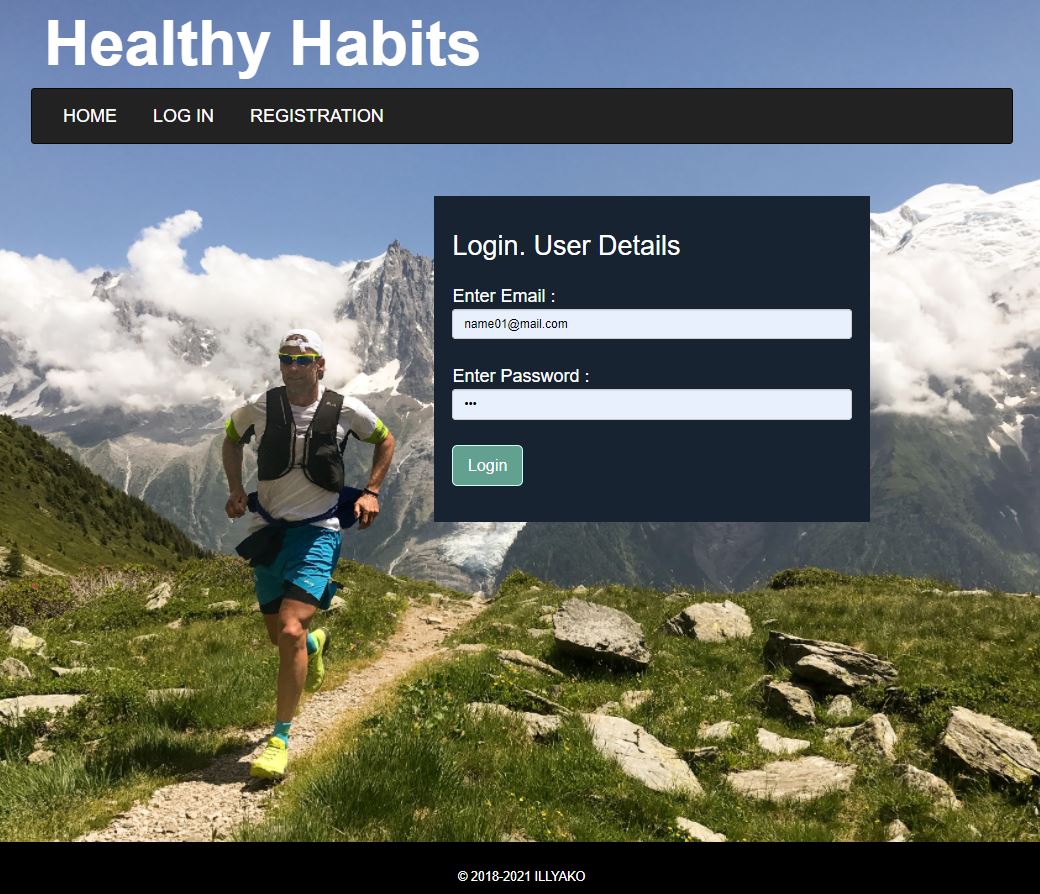 Healthy Habits
HOME LOG IN REGISTRATION
Login. User Details
Enter Email :
name01@mail.com
Enter Password :
•••
Login
© 2018-2021 ILLYAKO